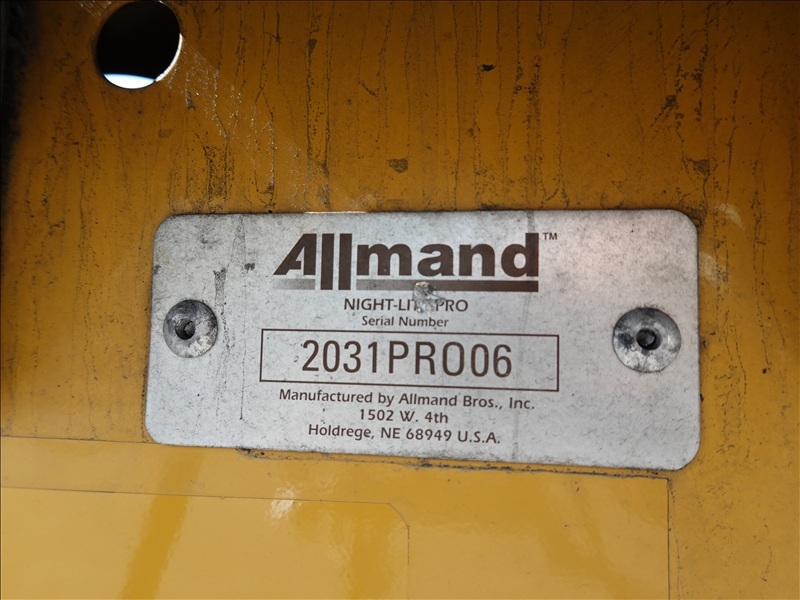 Allmand™
NIGHT-LITE PRO
Serial Number
2031PRO06
Manufactured by Allmand Bros., Inc.
1502 W. 4th
Holdrege, NE 68949 U.S.A.